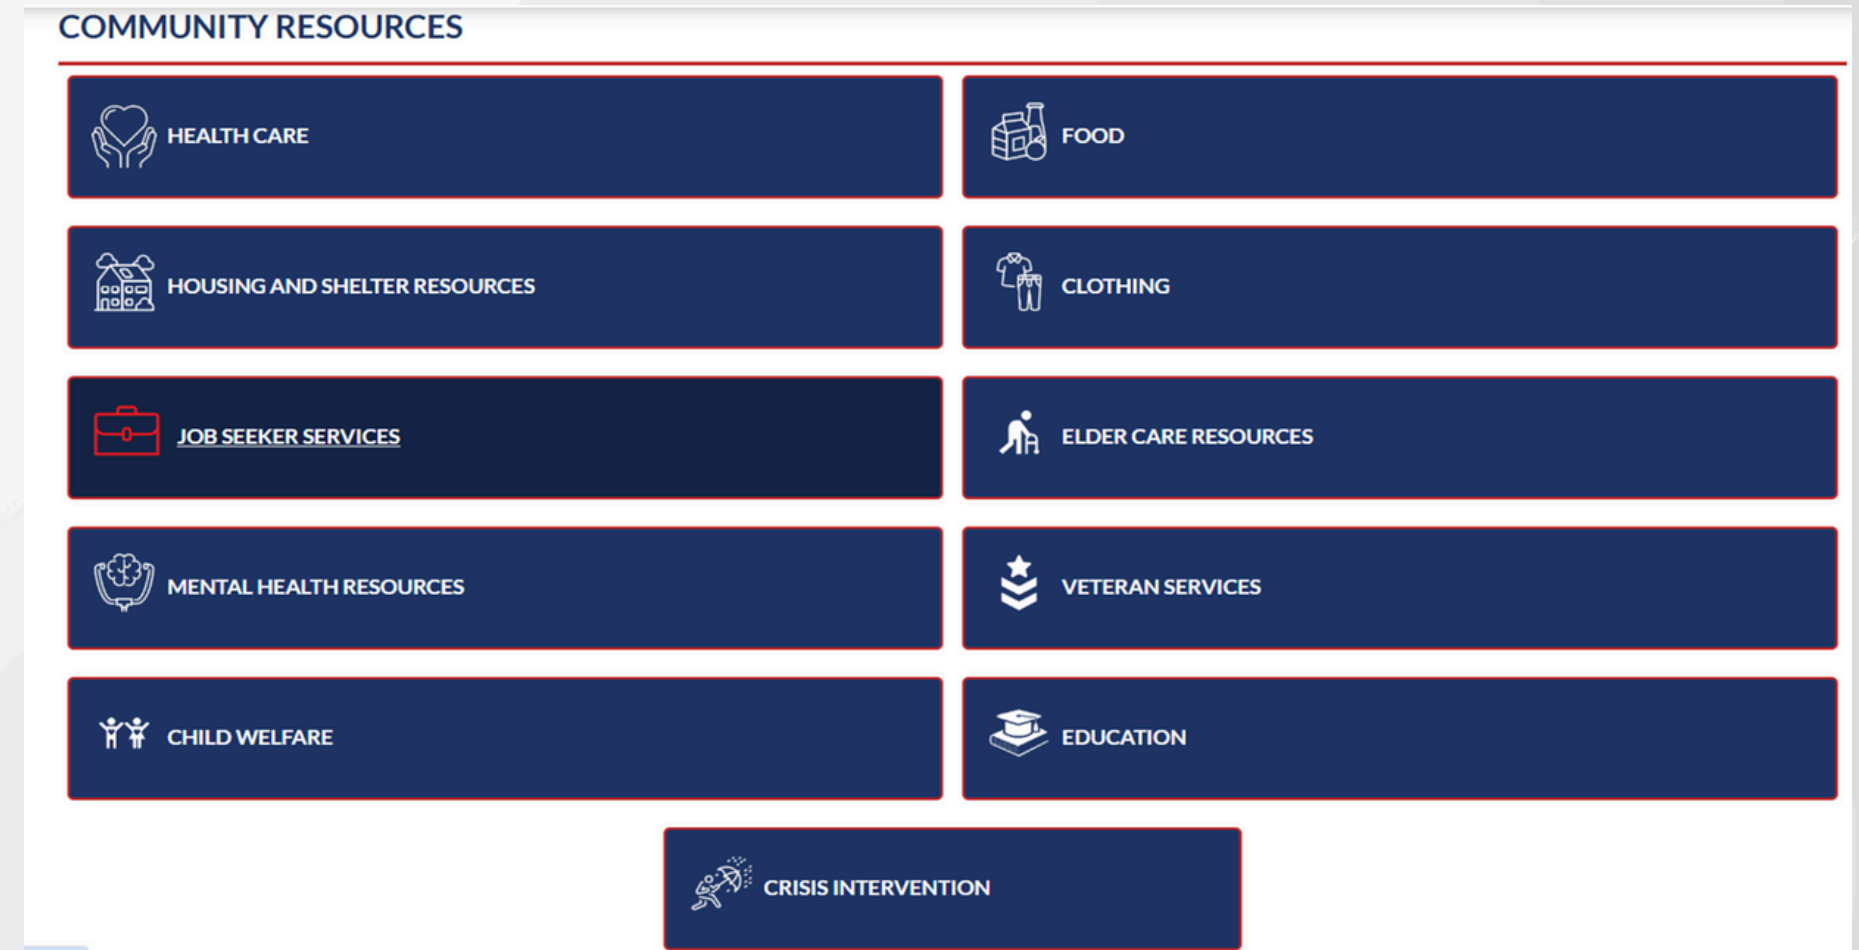 COMMUNITY RESOURCES
HEALTH CARE
FOOD
HOUSING AND SHELTER RESOURCES
CLOTHING
JOB SEEKER SERVICES
ELDER CARE RESOURCES
MENTAL HEALTH RESOURCES
VETERAN SERVICES
CHILD WELFARE
EDUCATION
CRISIS INTERVENTION